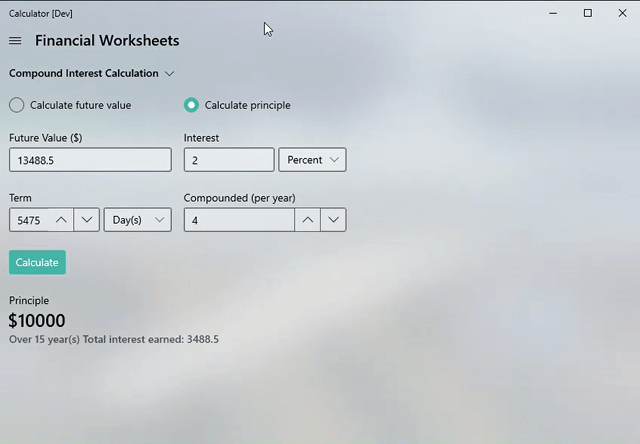 Calculator [Dev]
Financial Worksheets
Compound Interest Calculation
Calculate future value Calculate principle
Future Value ($) Interest
13488.5 2 Percent
Term Compounded (per year)
5475 Day(s) 4
Calculate
Principle
$10000
Over 15 year(s) Total interest earned: 3488.5